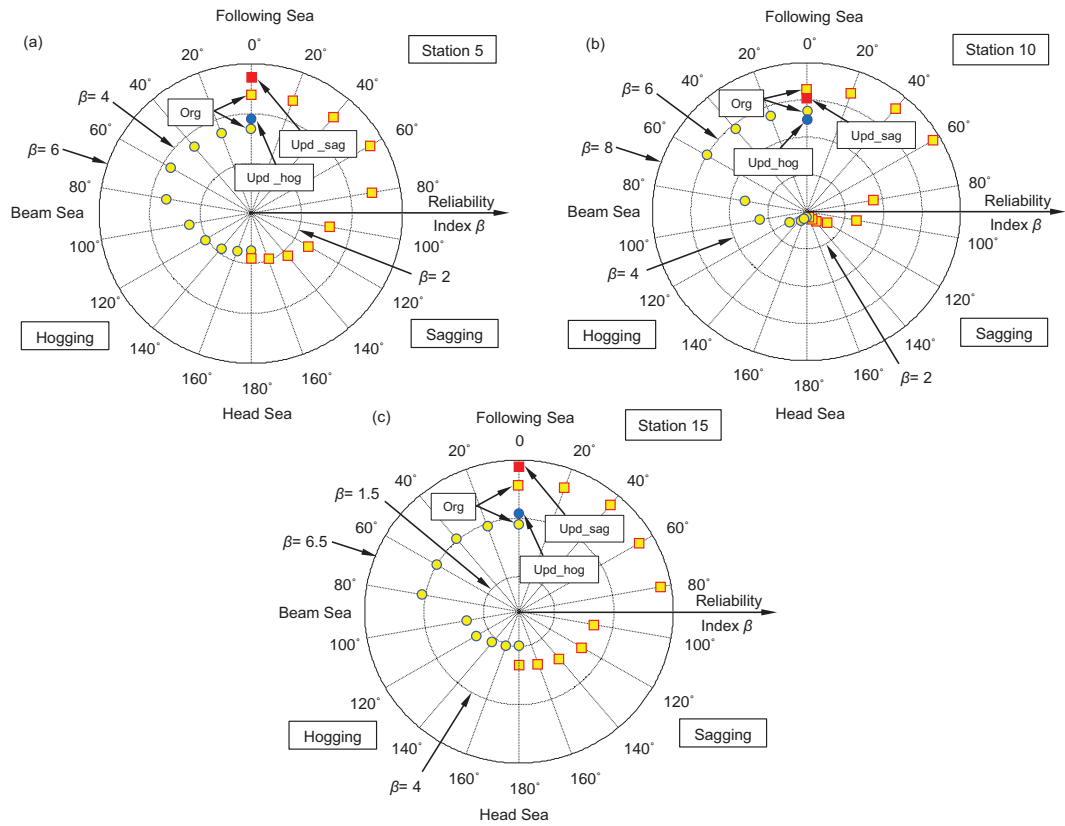 Following Sea
(a)
Station 5
0˚
20˚
20˚
40˚
40˚
β= 4
Org
60˚
60˚
Upd _sag
β= 6
Upd _hog
80˚
80˚
Beam Sea
Reliability
Index β
100˚
100˚
β= 2
120˚
120˚
Hogging
Sagging
140˚
140˚
160˚
160˚
180˚
Head Sea
Following Sea
(b)
Station 10
0˚
20˚
20˚
40˚
40˚
β= 6
Org
60˚
60˚
Upd_sag
β= 8
Upd_hog
80˚
80˚
Beam Sea
Reliability
Index β
100˚
100˚
β= 4
120˚
120˚
Hogging
Sagging
140˚
140˚
160˚
160˚
β= 2
180˚
Head Sea
(c)
Following Sea
Station 15
0
20˚
20˚
40˚
40˚
β= 1.5
Org
60˚
60˚
Upd_sag
β= 6.5
Upd_hog
80˚
80˚
Beam Sea
Reliability
Index β
100˚
100˚
120˚
120˚
Hogging
Sagging
140˚
140˚
160˚
160˚
β= 4
180˚
Head Sea